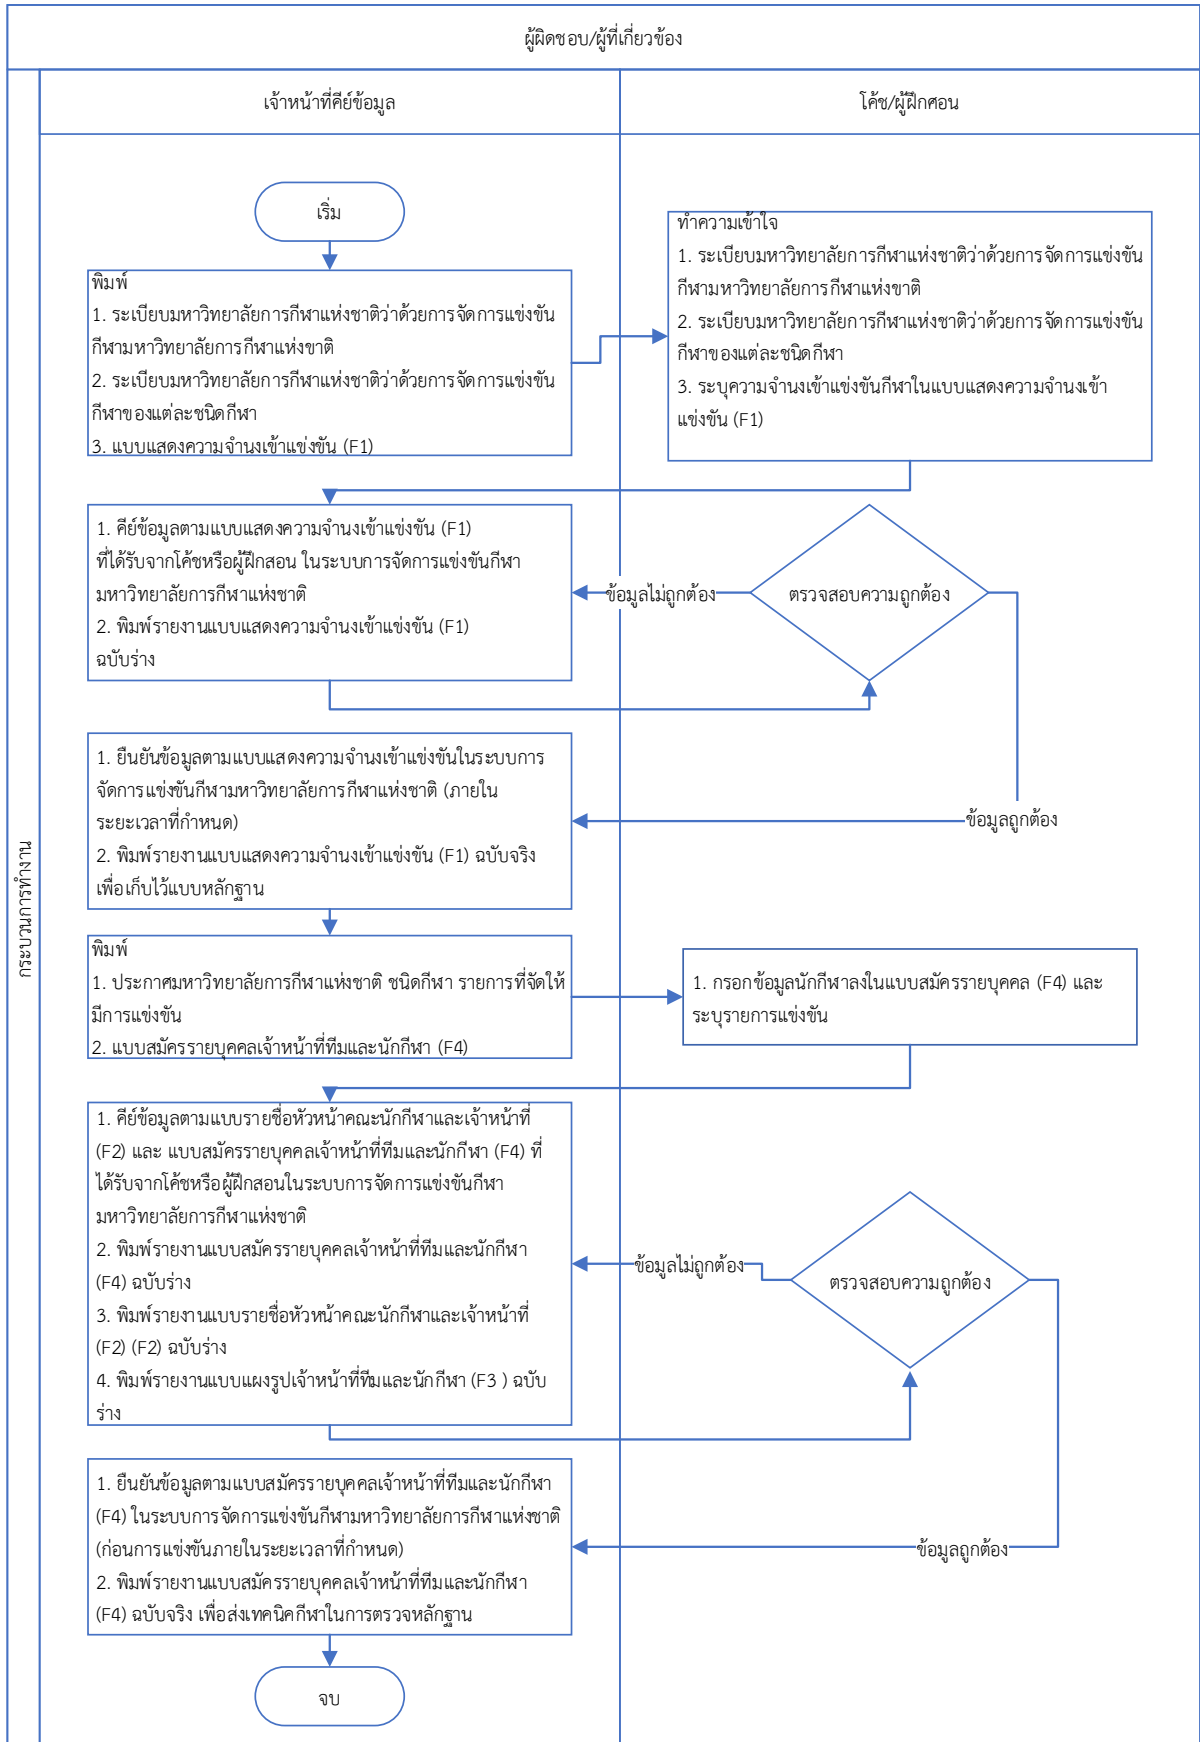 ผู้ผิดชอบ/ผู้ที่เกี่ยวข้อง
เจ้าหน้าที่คีย์ข้อมูล
โค้ช/ผู้ฝึกศอน
กระบวนการทำงาน
เริ่ม
พิมพ์
1. ระเบียบมหาวิทยาลัยการกีฬาแห่งชาติว่าด้วยการจัดการแข่งขัน
กีฬามหาวิทยาลัยการกีฬาแห่งขาติ
2. ระเบียบมหาวิทยาลัยการกีฬาแห่งชาติว่าด้วยการจัดการแข่งขัน
กีฬาของแต่ละชนิดกีฬา
3. แบบแสดงความจำนงเข้าแข่งขัน (F1)
ทำความเข้าใจ
1. ระเบียบมหาวิทยาลัยการกีฬาแห่งชาติว่าด้วยการจัดการแข่งขัน
กีฬามหาวิทยาลัยการกีฬาแห่งขาติ
2. ระเบียบมหาวิทยาลัยการกีฬาแห่งชาติว่าด้วยการจัดการแข่งขัน
กีฬาของแต่ละชนิดกีฬา
3. ระบุความจำนงเข้าแข่งขันกีฬาในแบบแสดงความจำนงเข้า
แข่งขัน (F1)
1. คีย์ข้อมูลตามแบบแสดงความจำนงเข้าแข่งขัน (F1)
ที่ได้รับจากโค้ชหรือผู้ฝึกสอน ในระบบการจัดการแข่งขันกีฬา
มหาวิทยาลัยการกีฬาแห่งชาติ
2. พิมพ์รายงานแบบแสดงความจำนงเข้าแข่งขัน (F1)
ฉบับร่าง
ข้อมูลไม่ถูกต้อง
ตรวจสอบความถูกต้อง
1. ยืนยันข้อมูลตามแบบแสดงความจำนงเข้าแข่งขันในระบบการ
จัดการแข่งขันกีฬามหาวิทยาลัยการกีฬาแห่งชาติ (ภายใน
ระยะเวลาที่กำหนด)
2. พิมพ์รายงานแบบแสดงความจำนงเข้าแข่งขัน (F1) ฉบับจริง
เพื่อเก็บไว้แบบหลักฐาน
ข้อมูลถูกต้อง
พิมพ์
1. ประกาศมหาวิทยาลัยการกีฬาแห่งชาติ ชนิดกีฬา รายการที่จัดให้
มีการแข่งขัน
2. แบบสมัครรายบุคคลเจ้าหน้าที่ทีมและนักกีฬา (F4)
1. กรอกข้อมูลนักกีฬาลงในแบบสมัครรายบุคคล (F4) และ
ระบุรายการแข่งขัน
1. คีย์ข้อมูลตามแบบรายชื่อหัวหน้าคณะนักกีฬาและเจ้าหน้าที่
(F2) และ แบบสมัครรายบุคคลเจ้าหน้าที่ทีมและนักกีฬา (F4) ที่
ได้รับจากโค้ชหรือผู้ฝึกสอนในระบบการจัดการแข่งขันกีฬา
มหาวิทยาลัยการกีฬาแห่งชาติ
2. พิมพ์รายงานแบบสมัครรายบุคคลเจ้าหน้าที่ทีมและนักกีฬา
(F4) ฉบับร่าง
3. พิมพ์รายงานแบบรายชื่อหัวหน้าคณะนักกีฬาและเจ้าหน้าที่
(F2) (F2) ฉบับร่าง
4. พิมพ์รายงานแบบแผงรูปเจ้าหน้าที่ทีมและนักกีฬา (F3 ) ฉบับ
ร่าง
ข้อมูลไม่ถูกต้อง
ตรวจสอบความถูกต้อง
1. ยืนยันข้อมูลตามแบบสมัครรายบุคคลเจ้าหน้าที่ทีมและนักกีฬา
(F4) ในระบบการจัดการแข่งขันกีฬามหาวิทยาลัยการกีฬาแห่งชาติ
(ก่อนการแข่งขันภายในระยะเวลาที่กำหนด)
2. พิมพ์รายงานแบบสมัครรายบุคคลเจ้าหน้าที่ทีมและนักกีฬา
(F4) ฉบับจริง เพื่อส่งเทคนิคกีฬาในการตรวจหลักฐาน
ข้อมูลถูกต้อง
จบ